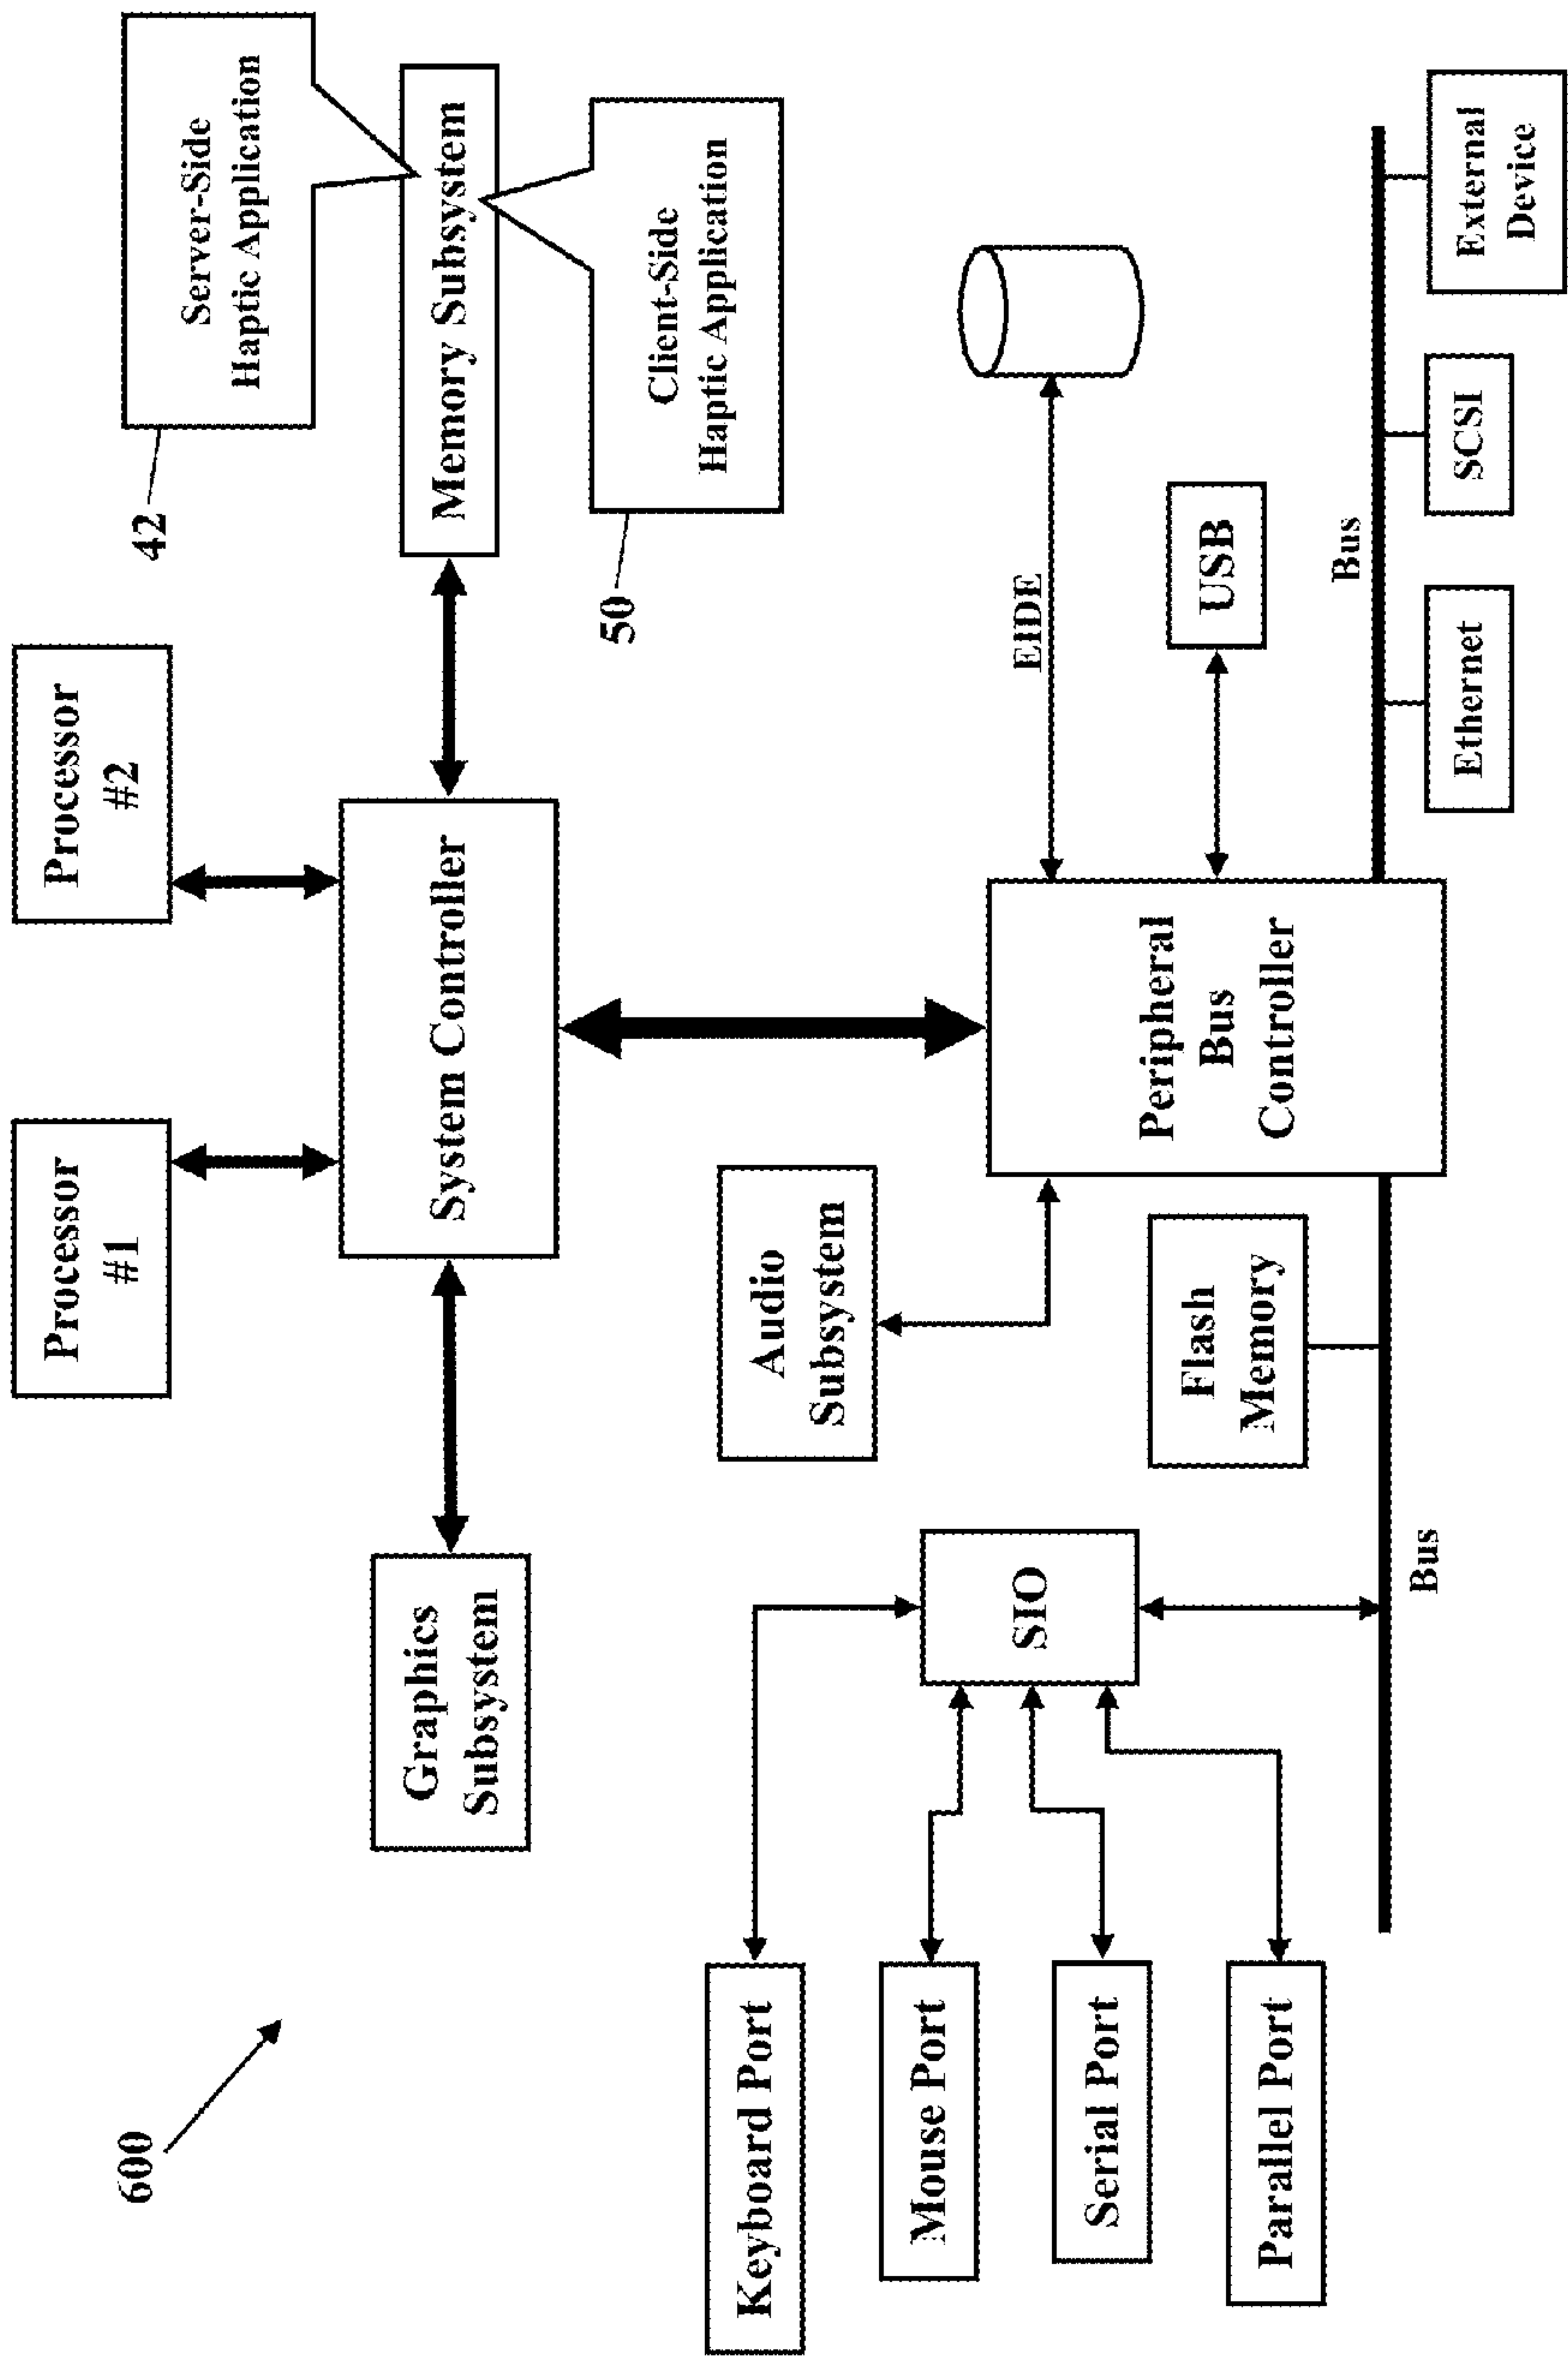 600
Processor
#1
Processor
#2
42
Server-Side
Haptic Application
Graphics
Subsystem
System Controller
Memory Subsystem
50
Client-Side
Haptic Application
Keyboard Port
Mouse Port
Serial Port
Parallel Port
SIO
Audio
Subsystem
Flash
Memory
Bus
Peripheral
Bus
Controller
EIDE
USB
Bus
Ethernet
SCSI
External
Device